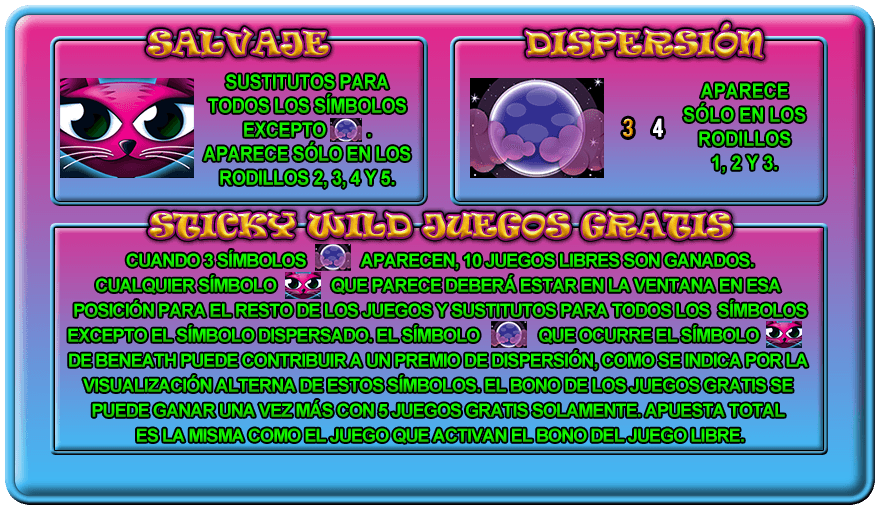 SALVAJE
SUSTITUTOS PARA
TODOS LOS SÍMBOLOS
EXCEPTO .
APARECE SÓLO EN LOS
RODILLOS 2, 3, 4 Y 5.
DISPERSIÓN
3 4
APARECE
SÓLO EN LOS
RODILLOS
1, 2 Y 3.
STICKY WILD JUEGOS GRATIS
CUANDO 3 SÍMBOLOS APARECEN, 10 JUEGOS LIBRES SON GANADOS.
CUALQUIER SÍMBOLO QUE PARECE DEBERÁ ESTAR EN LA VENTANA EN ESA
POSICIÓN PARA EL RESTO DE LOS JUEGOS Y SUSTITUTOS PARA TODOS LOS SÍMBOLOS
EXCEPTO EL SÍMBOLO DISPERSADO. EL SÍMBOLO QUE OCURRE EL SÍMBOLO
DE BENEATH PUEDE CONTRIBUIR A UN PREMIO DE DISPERSIÓN, COMO SE INDICA POR LA
VISUALIZACIÓN ALTERNA DE ESTOS SÍMBOLOS. EL BONO DE LOS JUEGOS GRATIS SE
PUEDE GANAR UNA VEZ MÁS CON 5 JUEGOS GRATIS SOLAMENTE. APUESTA TOTAL
ES LA MISMA COMO EL JUEGO QUE ACTIVAN EL BONO DEL JUEGO LIBRE.